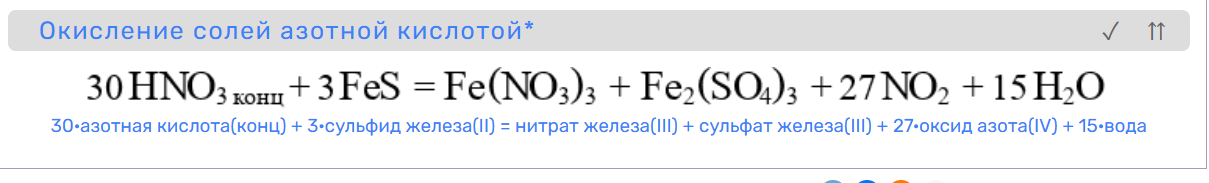 Окисление солей азотной кислотой*
30 HNO₃ конц + 3 FeS = Fe(NO₃)₃ + Fe₂(SO₄)₃ + 27 NO₂ + 15 H₂O
30•азотная кислота(конц) + 3•сульфид железа(II) = нитрат железа(III) + сульфат железа(III) + 27•оксид азота(IV) + 15•вода